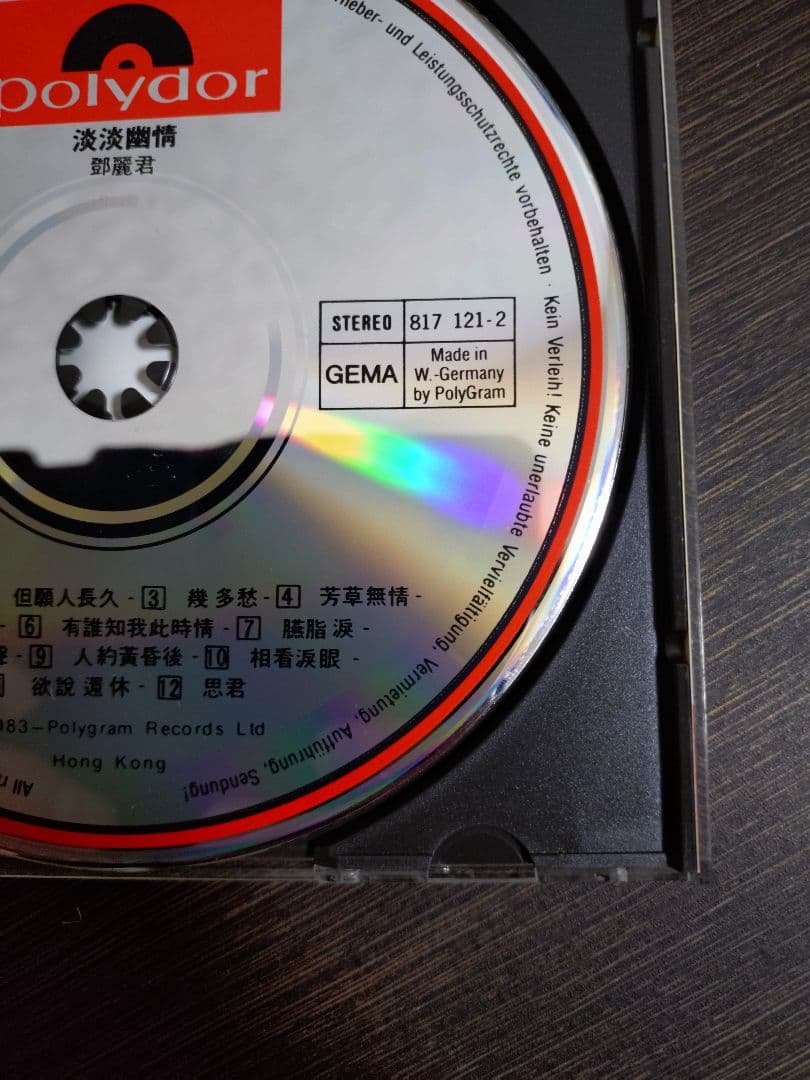 polydor
淡淡幽情
鄧麗君
STEREO 817 121-2
GEMA Made in
W.-Germany
by PolyGram
heber- und Leistungsschutzrechte vorbehalten · Kein Verleih! Keine unerlaubte Vervielfältigung, Vermietung, Aufführung, Sendung!
但願人長久 - 3 幾多愁 - 4 芳草無情 -
- 6 有誰知我此時情 - 7 臙脂淚 -
- 9 人約黃昏後 - 10 相看淚眼 -
欲說還休 - 12 思君
983–Polygram Records Ltd
Hong Kong
All r